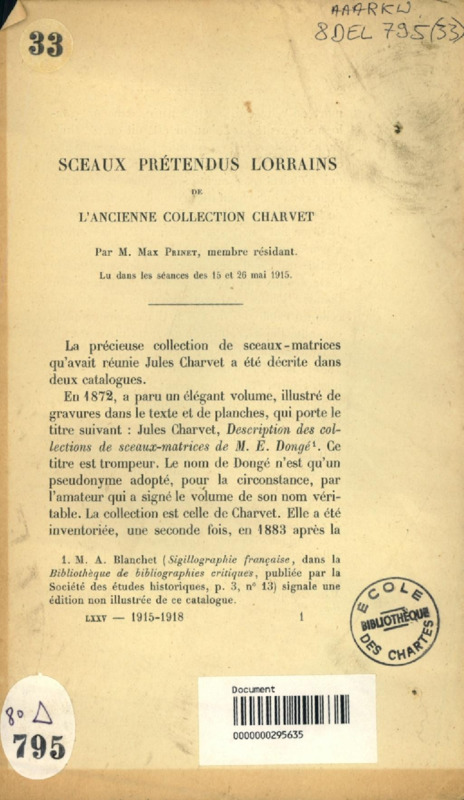 33
AAARKW
8DEL 795(33)
SCEAUX PRÉTENDUS LORRAINS
DE
L'ANCIENNE COLLECTION CHARVET
Par M. Max Prinet, membre résidant.
Lu dans les séances des 15 et 26 mai 1915.
La précieuse collection de sceaux-matrices
qu'avait réunie Jules Charvet a été décrite dans
deux catalogues.
En 1872, a paru un élégant volume, illustré de
gravures dans le texte et de planches, qui porte le
titre suivant : Jules Charvet, Description des col-
lections de sceaux-matrices de M. E. Dongé¹. Ce
titre est trompeur. Le nom de Dongé n'est qu'un
pseudonyme adopté, pour la circonstance, par
l'amateur qui a signé le volume de son nom véri-
table. La collection est celle de Charvet. Elle a été
inventoriée, une seconde fois, en 1883 après la
1. M. A. Blanchet (Sigillographie française, dans la
Bibliothèque de bibliographies critiques, publiée par la
Société des études historiques, p. 3, n° 13) signale une
édition non illustrée de ce catalogue.
LXXV — 1915-1918 1
ÉCOLE
BIBLIOTHÈQUE
DES CHARTES
8° Δ
795
Document
0000000295635